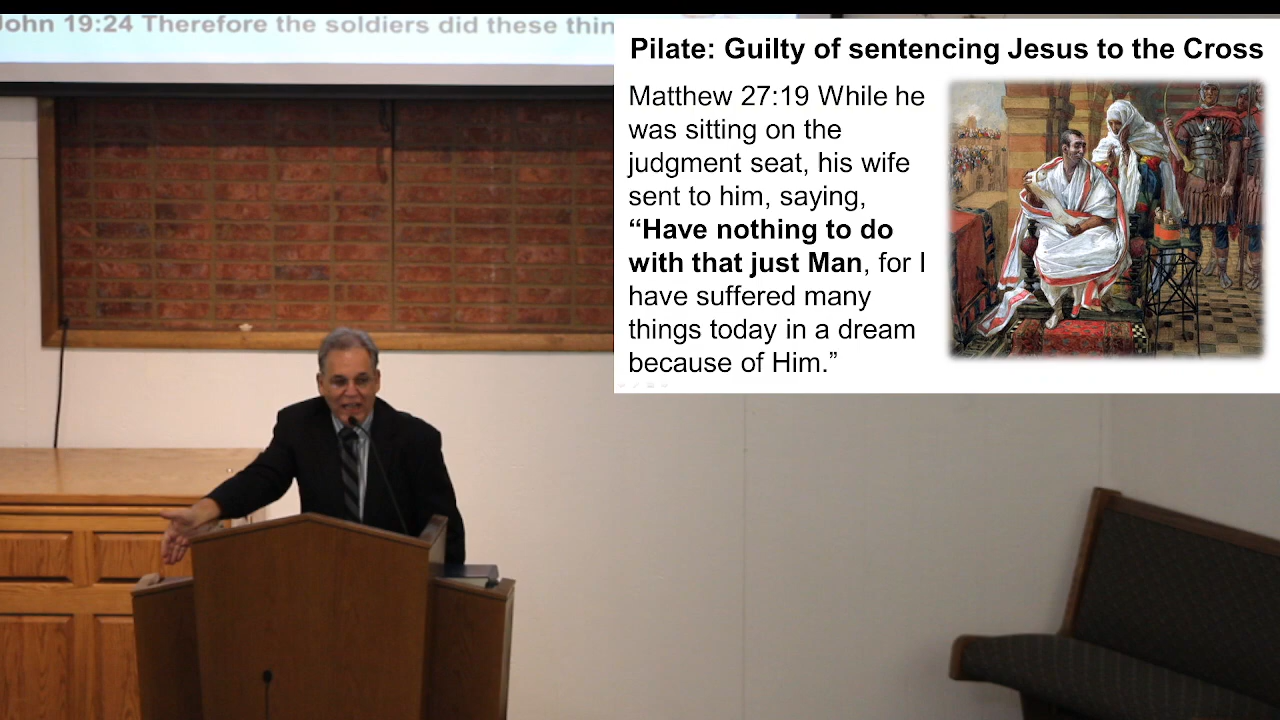 John 19:24 Therefore the soldiers did these thin
Pilate: Guilty of sentencing Jesus to the Cross
Matthew 27:19 While he
was sitting on the
judgment seat, his wife
sent to him, saying,
“Have nothing to do
with that just Man, for I
have suffered many
things today in a dream
because of Him.”